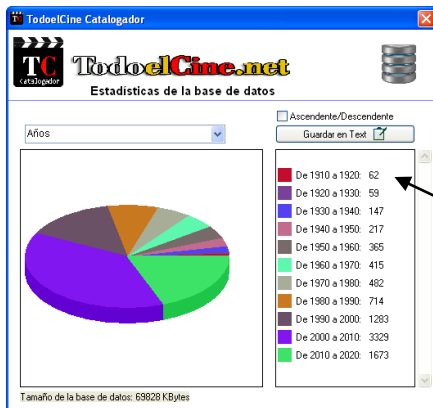 TodoelCine Catalogador
TC
Catalogador
TodoelCine.net
Estadísticas de la base de datos
Ascendente/Descendente
Años
Guardar en Text
De 1910 a 1920: 62
De 1920 a 1930: 59
De 1930 a 1940: 147
De 1940 a 1950: 217
De 1950 a 1960: 365
De 1960 a 1970: 415
De 1970 a 1980: 482
De 1980 a 1990: 714
De 1990 a 2000: 1283
De 2000 a 2010: 3329
De 2010 a 2020: 1673
Tamaño de la base de datos: 69828 KBytes